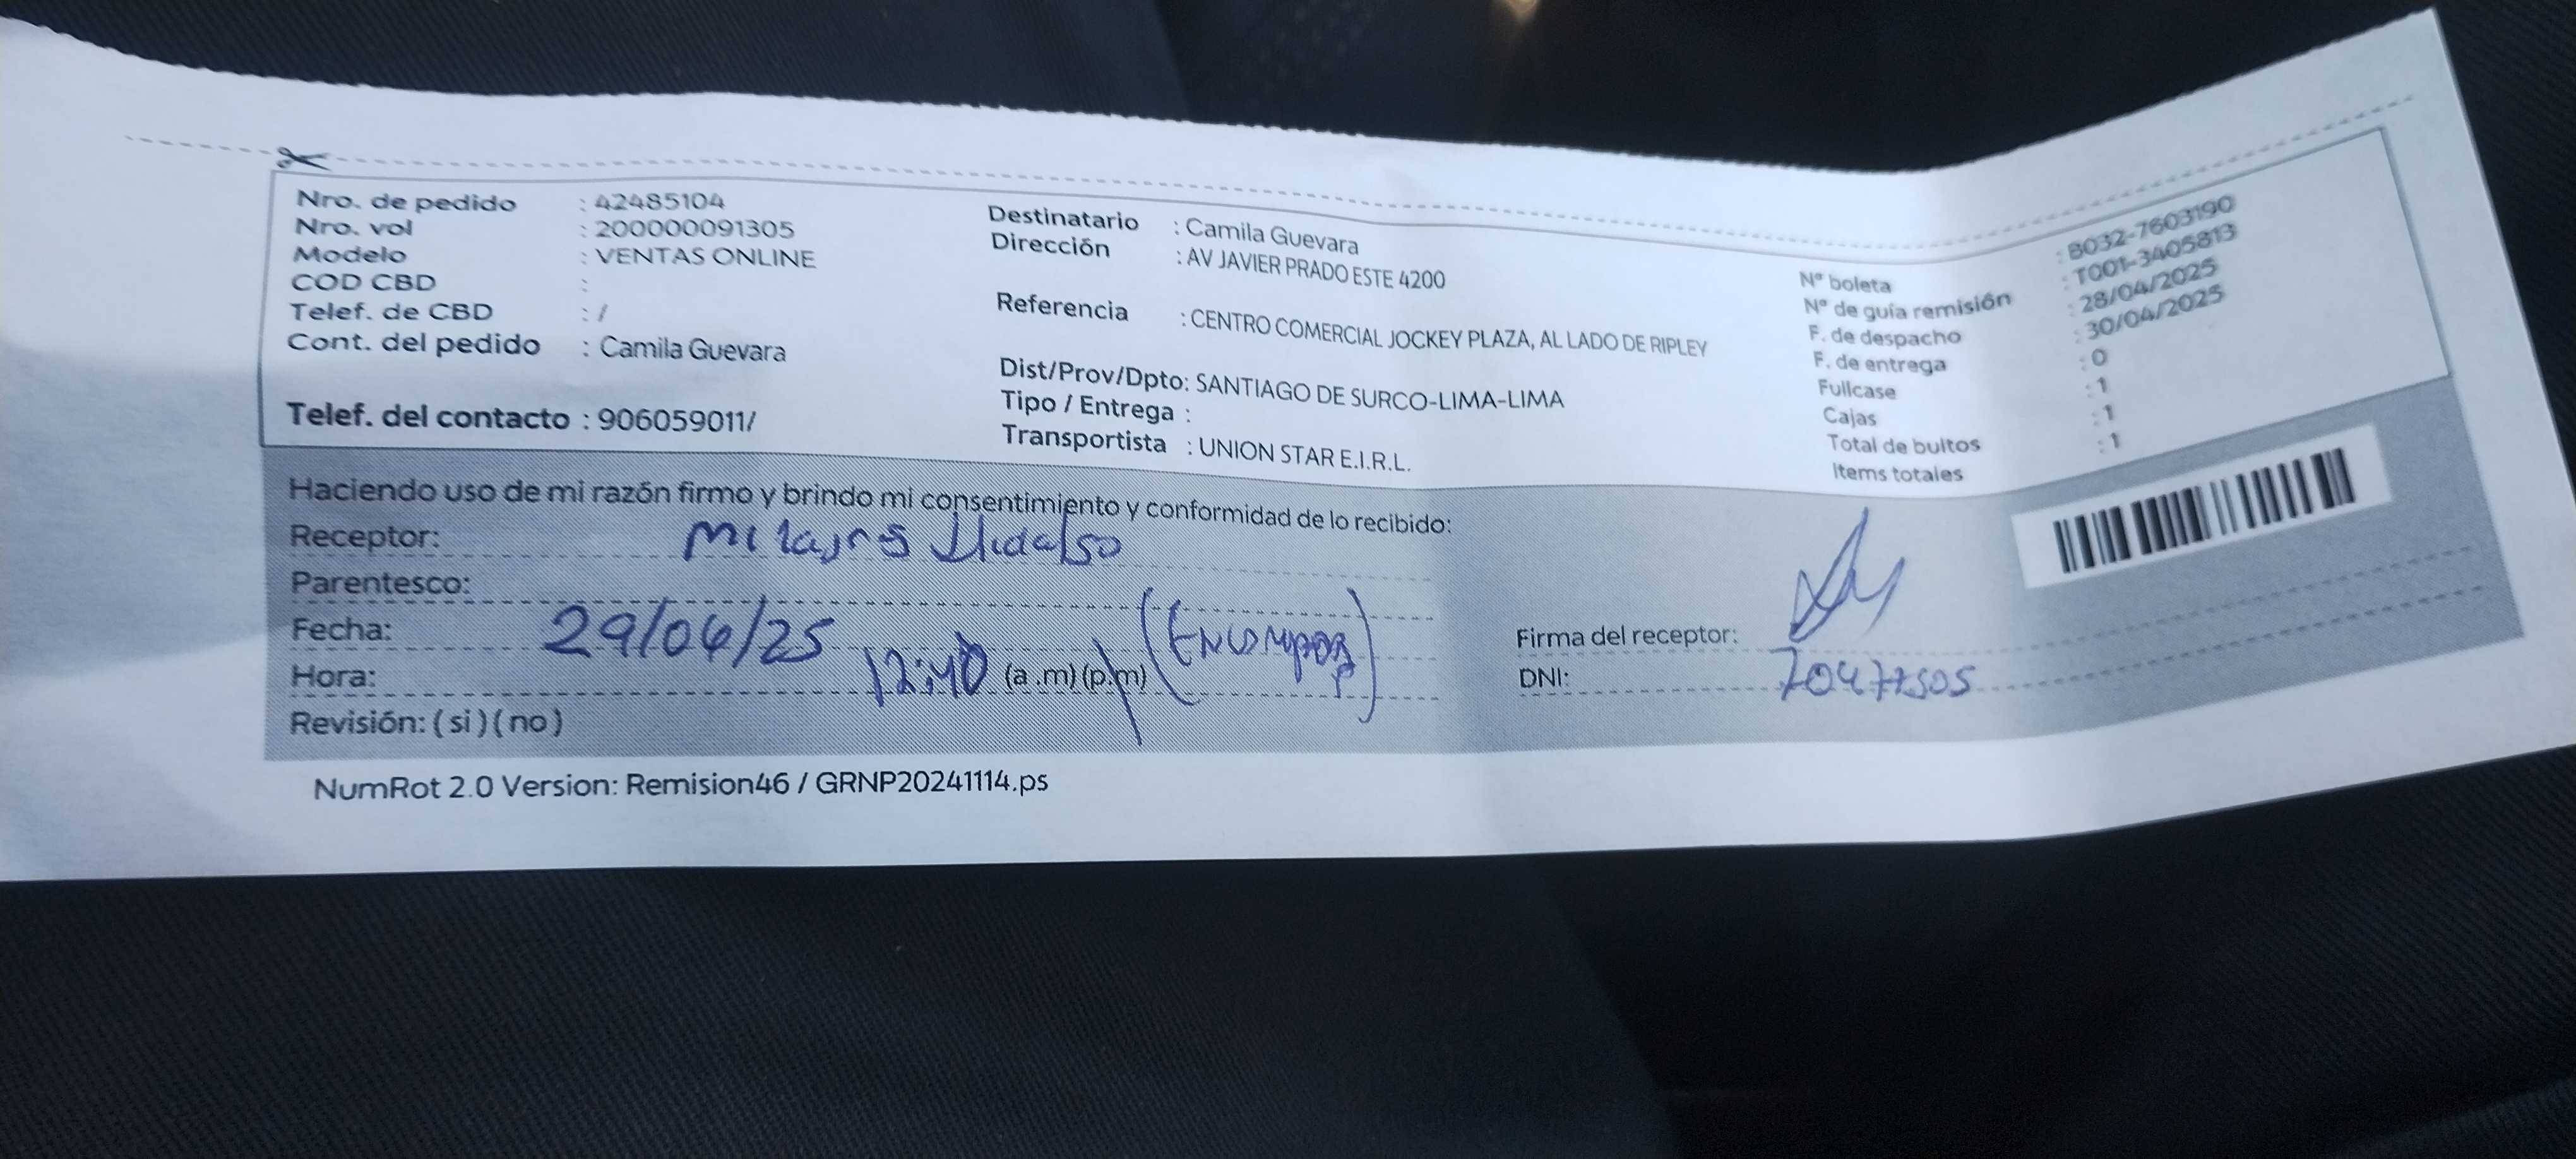 Nro. de pedido : 42485104
Nro. vol : 200000091305
Modelo : VENTAS ONLINE
COD CBD :
Telef. de CBD : /
Cont. del pedido : Camila Guevara
Telef. del contacto : 906059011/
Destinatario : Camila Guevara
Dirección : AV JAVIER PRADO ESTE 4200
Referencia : CENTRO COMERCIAL JOCKEY PLAZA, AL LADO DE RIPLEY
Dist/Prov/Dpto: SANTIAGO DE SURCO-LIMA-LIMA
Tipo / Entrega :
Transportista : UNION STAR E.I.R.L.
N° boleta : B032-7603190
N° de guía remisión : T001-3405813
F. de despacho : 28/04/2025
F. de entrega : 30/04/2025
Fullcase : 0
Cajas : 1
Total de bultos : 1
Items totales : 1
Haciendo uso de mi razón firmo y brindo mi consentimiento y conformidad de lo recibido:
Receptor: Milagros Hidalgo
Parentesco:
Fecha: 29/04/25
Hora: 12:40 (a.m) (p.m)
Revisión: ( si ) ( no )
Firma del receptor:
DNI: 70477505
NumRot 2.0 Version: Remision46 / GRNP20241114.ps